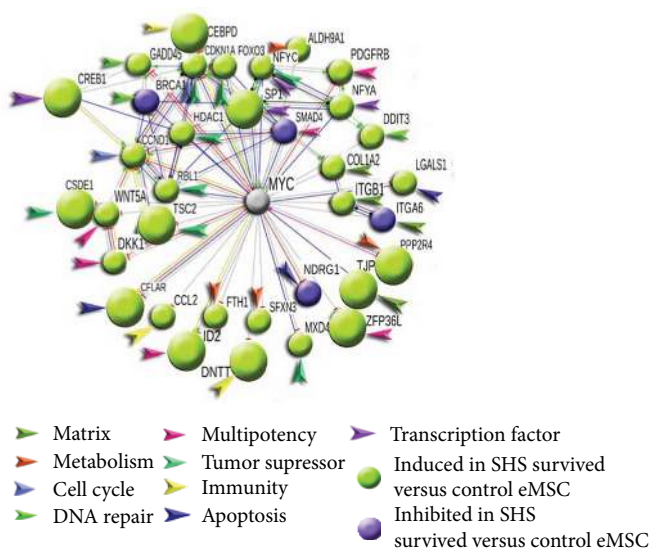 CEBPD
ALDH9A1
GADD45
CDKN1A
FOXO3
NFYC
PDGFRB
CREB1
BRCA1
SP1
NFYA
HDAC1
SMAD4
DDIT3
CCND1
COL1A2
LGALS1
RBL1
MYC
ITGB1
CSDE1
WNT5A
TSC2
ITGA6
DKK1
PPP2R4
NDRG1
TJP
CFLAR
CCL2
FTH1
SFXN3
MXD4
ZFP36L
ID2
DNTT
Matrix
Multipotency
Transcription factor
Metabolism
Tumor supressor
Induced in SHS survived
versus control eMSC
Cell cycle
Immunity
DNA repair
Apoptosis
Inhibited in SHS
survived versus control eMSC